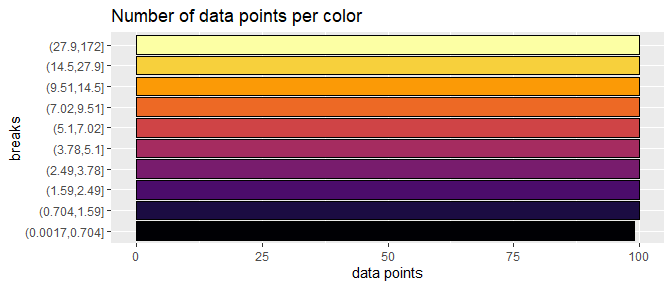 Number of data points per color
breaks
(27.9,172]
(14.5,27.9]
(9.51,14.5]
(7.02,9.51]
(5.1,7.02]
(3.78,5.1]
(2.49,3.78]
(1.59,2.49]
(0.704,1.59]
(0.0017,0.704]
0 25 50 75 100
data points